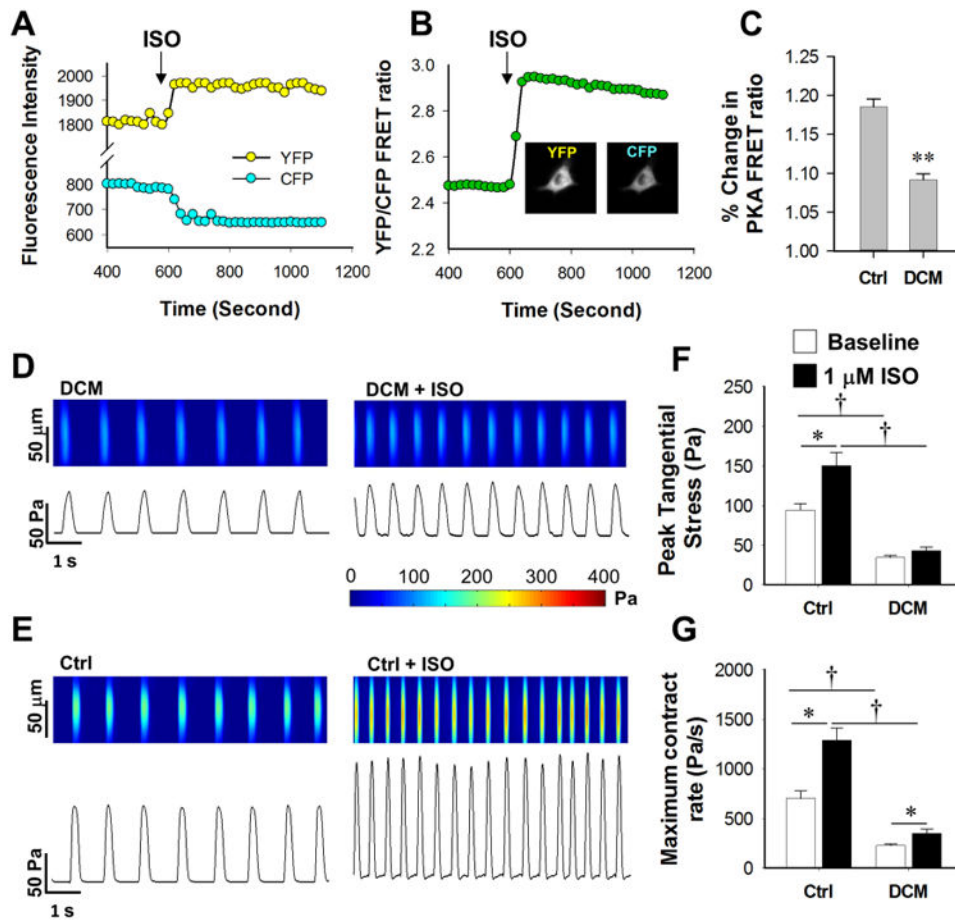 A
ISO
Fluorescence Intensity
2000
1900
1800
800
700
600
YFP
CFP
400 600 800 1000 1200
Time (Second)
B
ISO
YFP/CFP FRET ratio
3.0
2.8
2.6
2.4
2.2
YFP CFP
400 600 800 1000 1200
Time (Second)
C
% Change in
PKA FRET ratio
1.20
1.15
1.10
1.05
1.00
**
Ctrl DCM
D
DCM
DCM + ISO
50 μm
50 Pa
1 s
0 100 200 300 400
Pa
E
Ctrl
Ctrl + ISO
50 μm
50 Pa
1 s
Baseline
1 μM ISO
F
Peak Tangential
Stress (Pa)
250
200
150
100
50
0
†
* †
Ctrl DCM
G
Maximum contract
rate (Pa/s)
2000
1500
1000
500
0
†
* †
*
Ctrl DCM